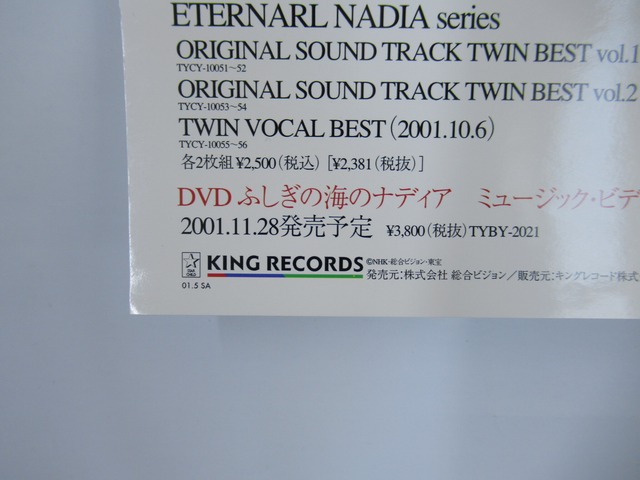 ETERNARL NADIA series
ORIGINAL SOUND TRACK TWIN BEST vol.1
TYCY-10051~52
ORIGINAL SOUND TRACK TWIN BEST vol.2
TYCY-10053~54
TWIN VOCAL BEST (2001.10.6)
TYCY-10055~56
各2枚組¥2,500(税込) [¥2,381(税抜)]
DVD ふしぎの海のナディア ミュージック・ビデ
2001.11.28発売予定 ¥3,800(税抜)TYBY-2021
KING RECORDS ©NHK・総合ビジョン・東宝
発売元:株式会社 総合ビジョン/販売元:キングレコード株式
01.5 SA